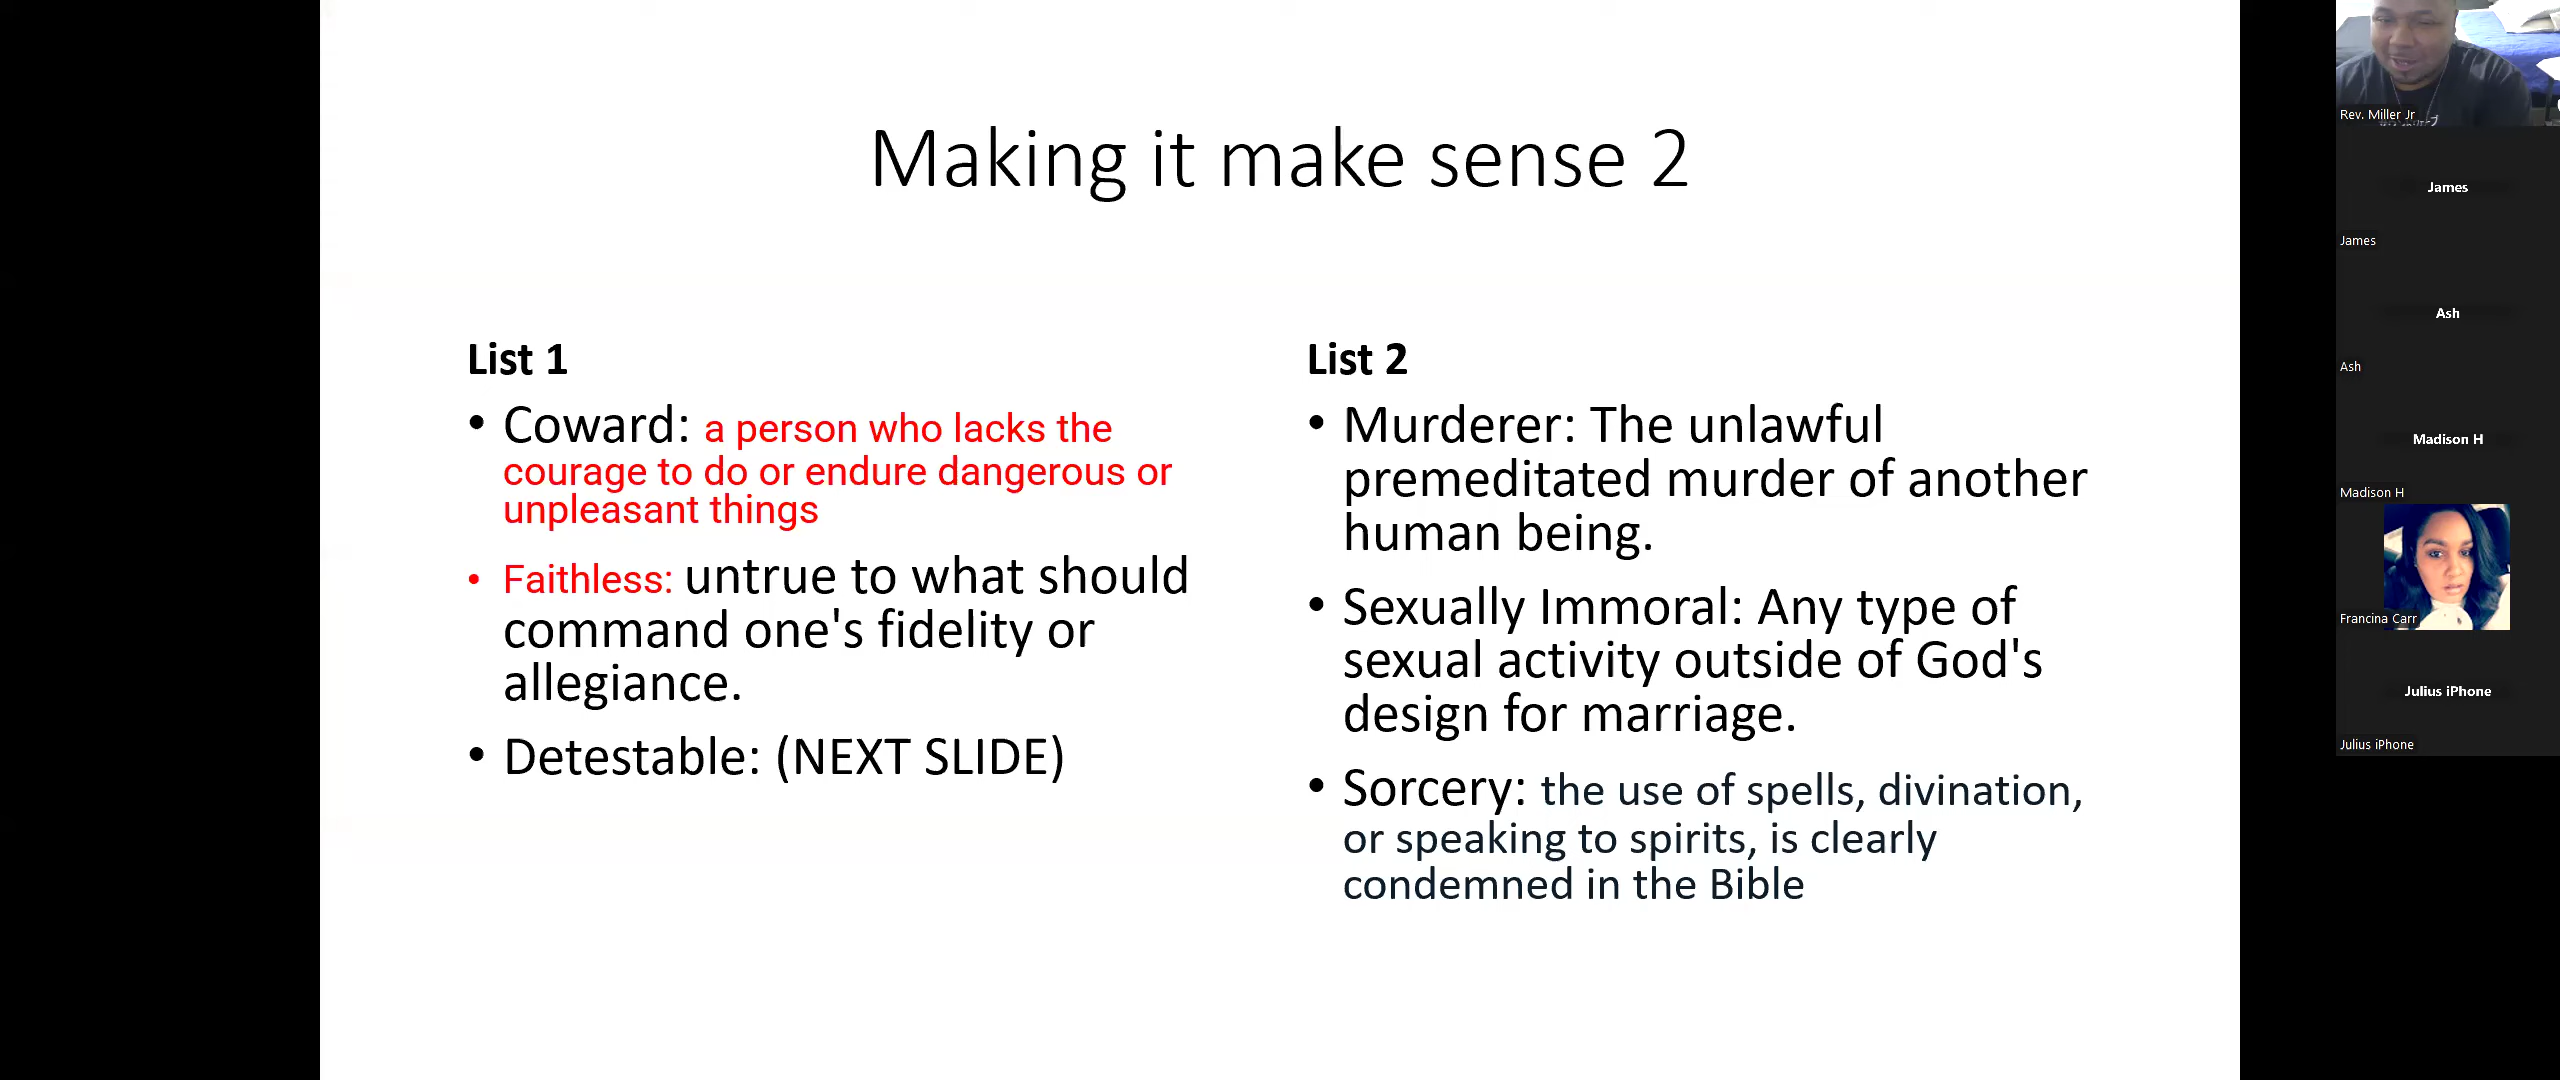 Making it make sense 2
List 1
• Coward: a person who lacks the
courage to do or endure dangerous or
unpleasant things
• Faithless: untrue to what should
command one's fidelity or
allegiance.
• Detestable: (NEXT SLIDE)
List 2
• Murderer: The unlawful
premeditated murder of another
human being.
• Sexually Immoral: Any type of
sexual activity outside of God's
design for marriage.
• Sorcery: the use of spells, divination,
or speaking to spirits, is clearly
condemned in the Bible
Rev. Miller Jr
James
James
Ash
Ash
Madison H
Madison H
Francina Carr
Julius iPhone
Julius iPhone